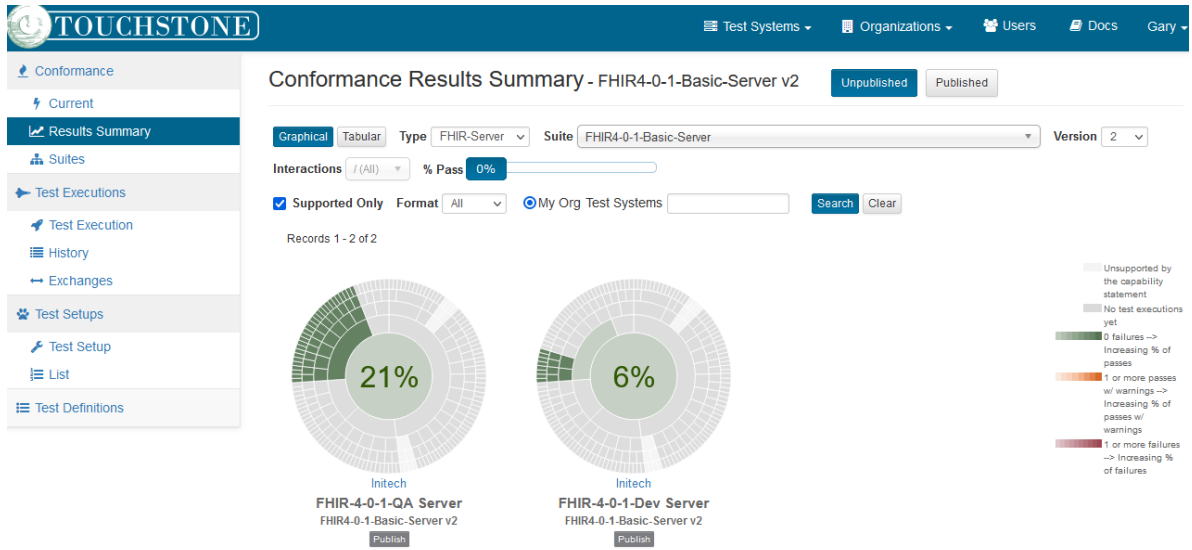 TOUCHSTONE
Test Systems
Organizations
Users
Docs
Gary
Conformance
Current
Results Summary
Suites
Test Executions
Test Execution
History
Exchanges
Test Setups
Test Setup
List
Test Definitions
Conformance Results Summary - FHIR4-0-1-Basic-Server v2
Unpublished
Published
Graphical Tabular Type FHIR-Server Suite FHIR4-0-1-Basic-Server Version 2
Interactions / (All) % Pass 0%
Supported Only Format All My Org Test Systems Search Clear
Records 1 - 2 of 2
21%
Initech
FHIR-4-0-1-QA Server
FHIR4-0-1-Basic-Server v2
Publish
6%
Initech
FHIR-4-0-1-Dev Server
FHIR4-0-1-Basic-Server v2
Publish
Unsupported by
the capability
statement
No test executions
yet
0 failures -->
Increasing % of
passes
1 or more passes
w/ warnings -->
Increasing % of
passes w/
warnings
1 or more failures
--> Increasing %
of failures